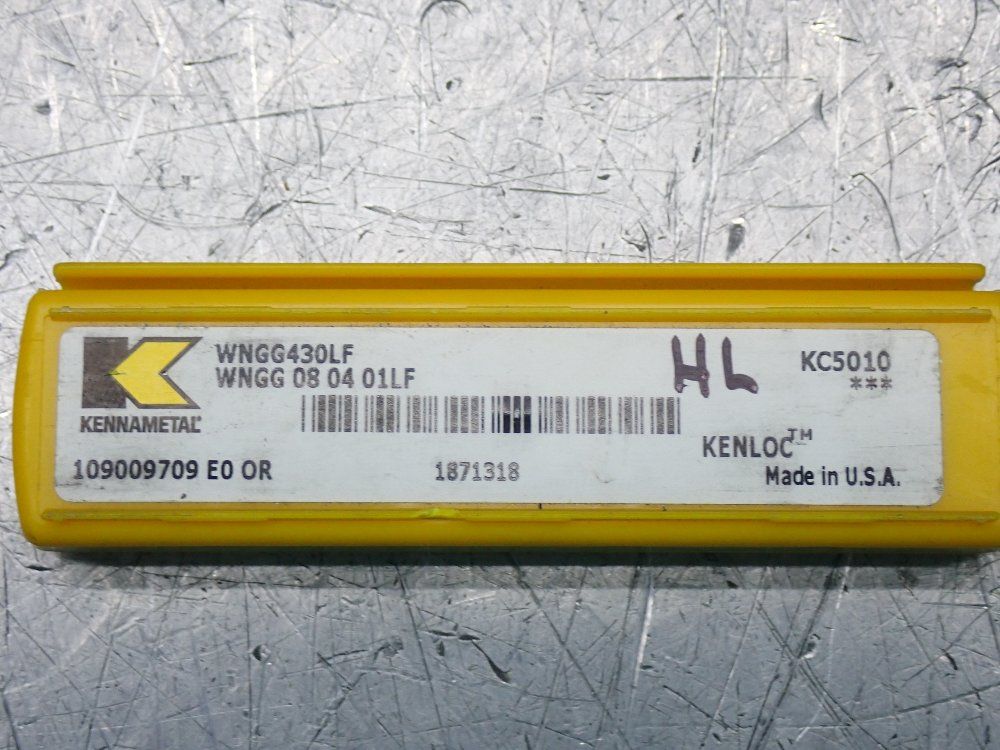 WNGG430LF
WNGG 08 04 01LF
HL
KC5010
***
KENNAMETAL
KENLOC™
109009709 E0 OR
1871318
Made in U.S.A.